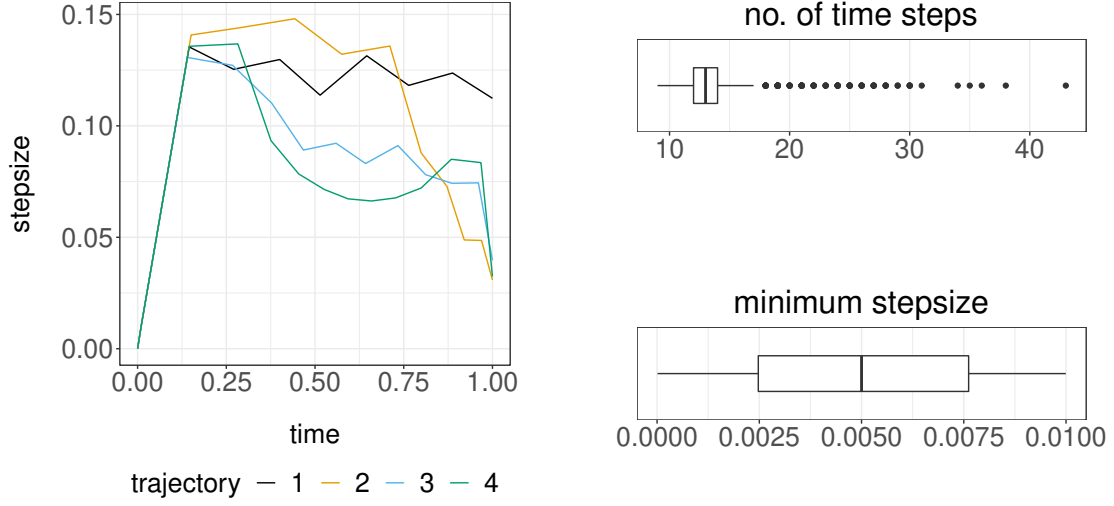 0.15
0.10
0.05
0.00
stepsize
0.00 0.25 0.50 0.75 1.00
time
trajectory 1 2 3 4
no. of time steps
10 20 30 40
minimum stepsize
0.0000 0.0025 0.0050 0.0075 0.0100